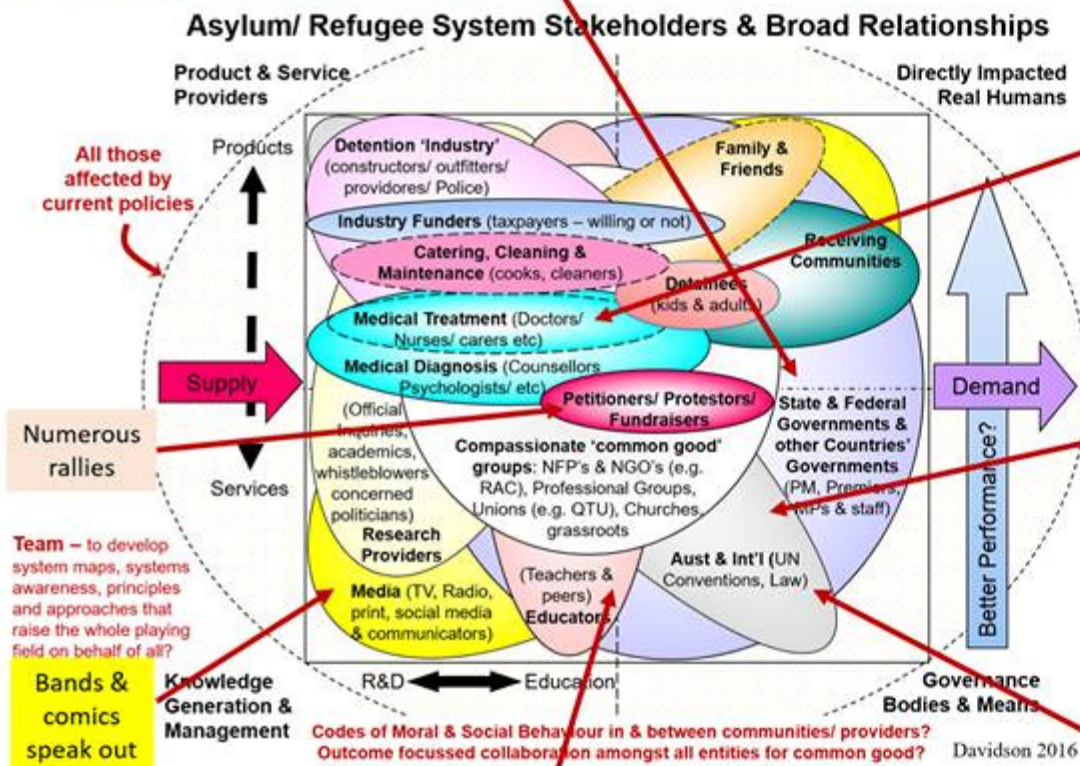 Asylum/ Refugee System Stakeholders & Broad Relationships
Product & Service
Providers
Directly Impacted
Real Humans
All those
affected by
current policies
Products
Detention 'Industry'
(constructors/ outfitters/
providores/ Police)
Family &
Friends
Industry Funders (taxpayers – willing or not)
Catering, Cleaning &
Maintenance (cooks, cleaners)
Receiving
Communities
Detainees
(kids & adults)
Medical Treatment (Doctors/
Nurses/ carers etc)
Medical Diagnosis (Counsellors
Psychologists/ etc)
Supply
Demand
Petitioners/ Protestors/
Fundraisers
Numerous
rallies
Services
(Official
Inquiries,
academics,
whistleblowers
concerned
politicians)
Research
Providers
Compassionate 'common good'
groups: NFP's & NGO's (e.g.
RAC), Professional Groups,
Unions (e.g. QTU), Churches,
grassroots
State & Federal
Governments &
other Countries'
Governments
(PM, Premiers,
MPs & staff)
Better Performance?
Team – to develop
system maps, systems
awareness, principles
and approaches that
raise the whole playing
field on behalf of all?
Media (TV, Radio,
print, social media
& communicators)
(Teachers &
peers)
Educators
Aust & Int'l (UN
Conventions, Law)
Bands &
comics
speak out
Knowledge
Generation &
Management
R&D
Education
Governance
Bodies & Means
Codes of Moral & Social Behaviour in & between communities/ providers?
Outcome focussed collaboration amongst all entities for common good?
Davidson 2016